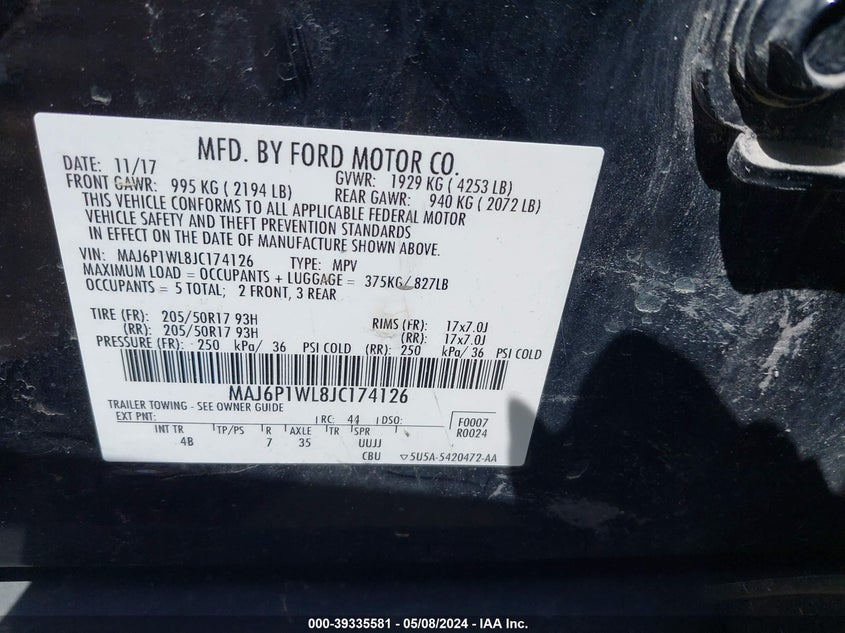 MFD. BY FORD MOTOR CO.
DATE: 11/17 GVWR: 1929 KG ( 4253 LB)
FRONT GAWR: 995 KG ( 2194 LB) REAR GAWR: 940 KG ( 2072 LB)
THIS VEHICLE CONFORMS TO ALL APPLICABLE FEDERAL MOTOR
VEHICLE SAFETY AND THEFT PREVENTION STANDARDS
IN EFFECT ON THE DATE OF MANUFACTURE SHOWN ABOVE.
VIN: MAJ6P1WL8JC174126 TYPE: MPV
MAXIMUM LOAD = OCCUPANTS + LUGGAGE = 375KG/ 827LB
OCCUPANTS = 5 TOTAL; 2 FRONT, 3 REAR
TIRE (FR): 205/50R17 93H RIMS (FR): 17x7.0J
(RR): 205/50R17 93H (RR): 17x7.0J
PRESSURE (FR): 250 kPa/ 36 PSI COLD (RR): 250 kPa/ 36 PSI COLD
MAJ6P1WL8JC174126
TRAILER TOWING - SEE OWNER GUIDE
EXT PNT: RC: 44 DSO: F0007
R0024
INT TR TP/PS R AXLE TR SPR
4B 7 35 UUJJ
CBU ▽5U5A-5420472-AA
000-39335581 - 05/08/2024 - IAA Inc.